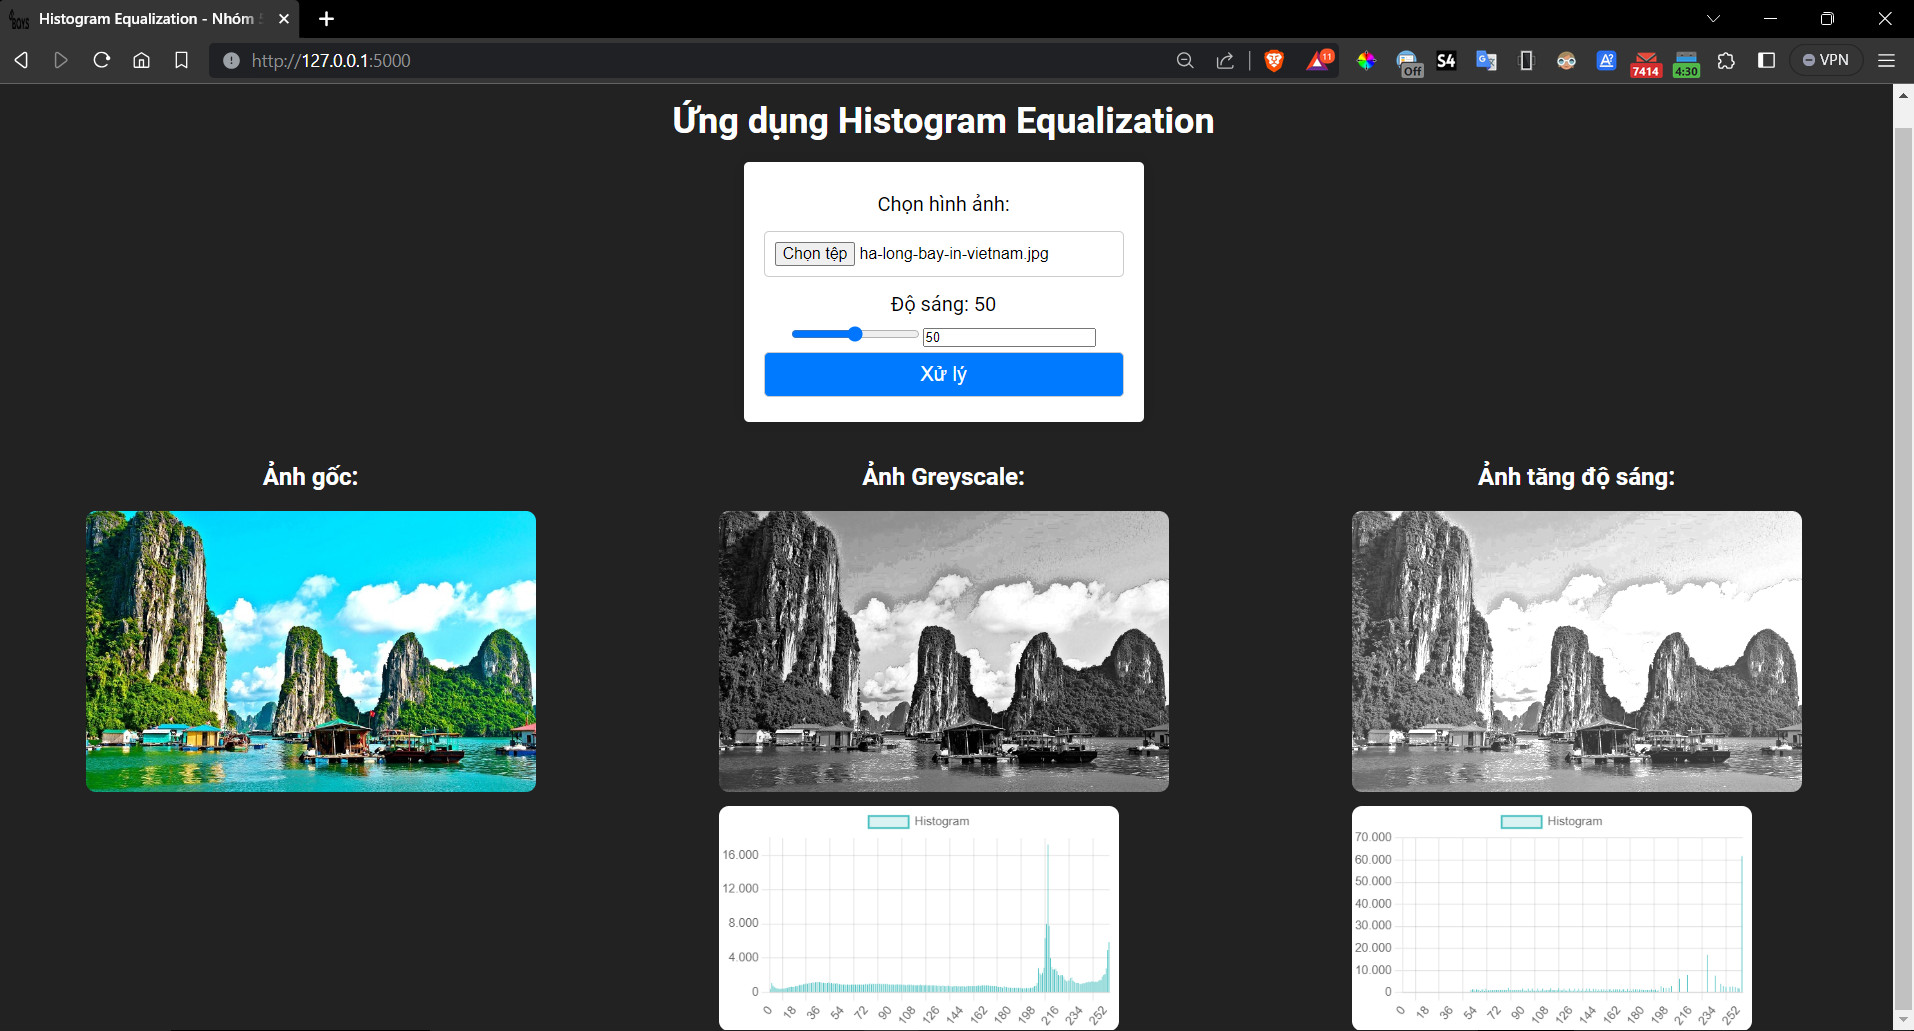 BOYS
Histogram Equalization - Nhóm
http://127.0.0.1:5000
11
Off
S4
7414
4:30
VPN
Ứng dụng Histogram Equalization
Chọn hình ảnh:
Chọn tệp ha-long-bay-in-vietnam.jpg
Độ sáng: 50
50
Xử lý
Ảnh gốc:
Ảnh Greyscale:
Ảnh tăng độ sáng:
Histogram
16.000
12.000
8.000
4.000
0
0 18 36 54 72 90 108 126 144 162 180 198 216 234 252
Histogram
70.000
60.000
50.000
40.000
30.000
20.000
10.000
0
0 18 36 54 72 90 108 126 144 162 180 198 216 234 252